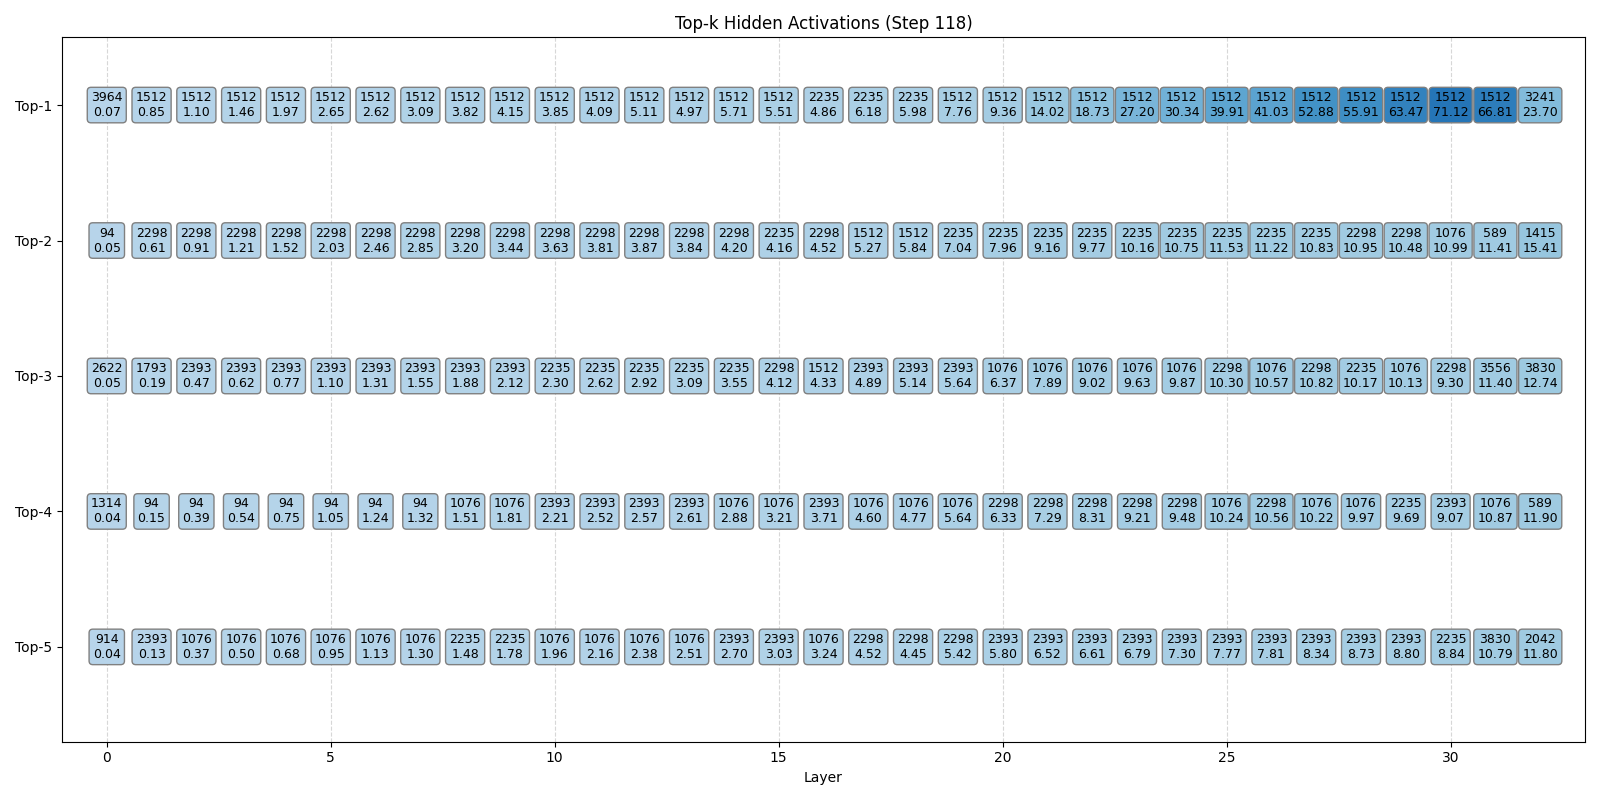 Top-k Hidden Activations (Step 118)
Top-1
3964 1512 1512 1512 1512 1512 1512 1512 1512 1512 1512 1512 1512 1512 1512 1512 2235 2235 2235 1512 1512 1512 1512 1512 1512 1512 1512 1512 1512 1512 1512 1512 3241
0.07 0.85 1.10 1.46 1.97 2.65 2.62 3.09 3.82 4.15 3.85 4.09 5.11 4.97 5.71 5.51 4.86 6.18 5.98 7.76 9.36 14.02 18.73 27.20 30.34 39.91 41.03 52.88 55.91 63.47 71.12 66.81 23.70
Top-2
94 2298 2298 2298 2298 2298 2298 2298 2298 2298 2298 2298 2298 2298 2298 2235 2298 1512 1512 2235 2235 2235 2235 2235 2235 2235 2235 2235 2298 2298 1076 589 1415
0.05 0.61 0.91 1.21 1.52 2.03 2.46 2.85 3.20 3.44 3.63 3.81 3.87 3.84 4.20 4.16 4.52 5.27 5.84 7.04 7.96 9.16 9.77 10.16 10.75 11.53 11.22 10.83 10.95 10.48 10.99 11.41 15.41
Top-3
2622 1793 2393 2393 2393 2393 2393 2393 2393 2393 2235 2235 2235 2235 2235 2298 1512 2393 2393 2393 1076 1076 1076 1076 1076 2298 1076 2298 2235 1076 2298 3556 3830
0.05 0.19 0.47 0.62 0.77 1.10 1.31 1.55 1.88 2.12 2.30 2.62 2.92 3.09 3.55 4.12 4.33 4.89 5.14 5.64 6.37 7.89 9.02 9.63 9.87 10.30 10.57 10.82 10.17 10.13 9.30 11.40 12.74
Top-4
1314 94 94 94 94 94 94 94 1076 1076 2393 2393 2393 2393 1076 1076 2393 1076 1076 1076 2298 2298 2298 2298 2298 1076 2298 1076 1076 2235 2393 1076 589
0.04 0.15 0.39 0.54 0.75 1.05 1.24 1.32 1.51 1.81 2.21 2.52 2.57 2.61 2.88 3.21 3.71 4.60 4.77 5.64 6.33 7.29 8.31 9.21 9.48 10.24 10.56 10.22 9.97 9.69 9.07 10.87 11.90
Top-5
914 2393 1076 1076 1076 1076 1076 1076 2235 2235 1076 1076 1076 1076 2393 2393 1076 2298 2298 2298 2393 2393 2393 2393 2393 2393 2393 2393 2393 2393 2235 3830 2042
0.04 0.13 0.37 0.50 0.68 0.95 1.13 1.30 1.48 1.78 1.96 2.16 2.38 2.51 2.70 3.03 3.24 4.52 4.45 5.42 5.80 6.52 6.61 6.79 7.30 7.77 7.81 8.34 8.73 8.80 8.84 10.79 11.80
0 5 10 15 20 25 30
Layer